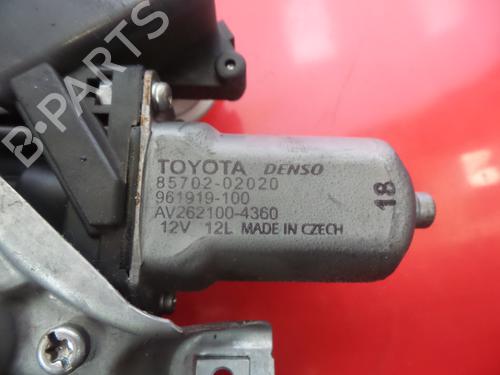 TOYOTA DENSO
85702-02020
961919-100
AV262100-4360
12V 12L MADE IN CZECH
18
B-PARTS